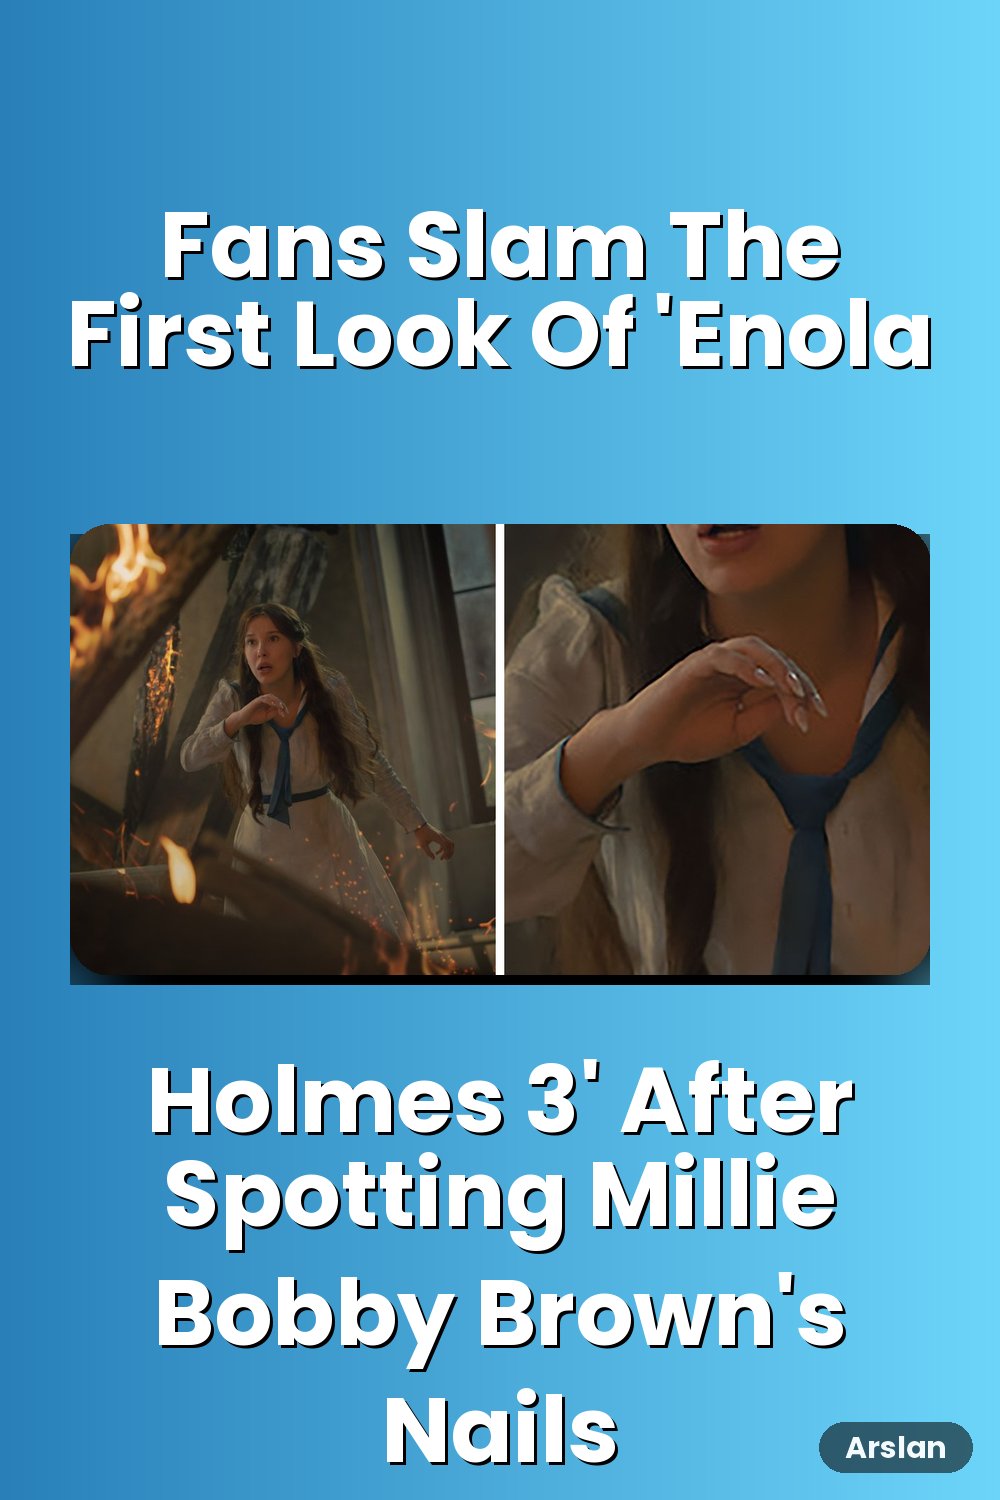 Fans Slam The
First Look Of 'Enola
Holmes 3' After
Spotting Millie
Bobby Brown's
Nails
Arslan